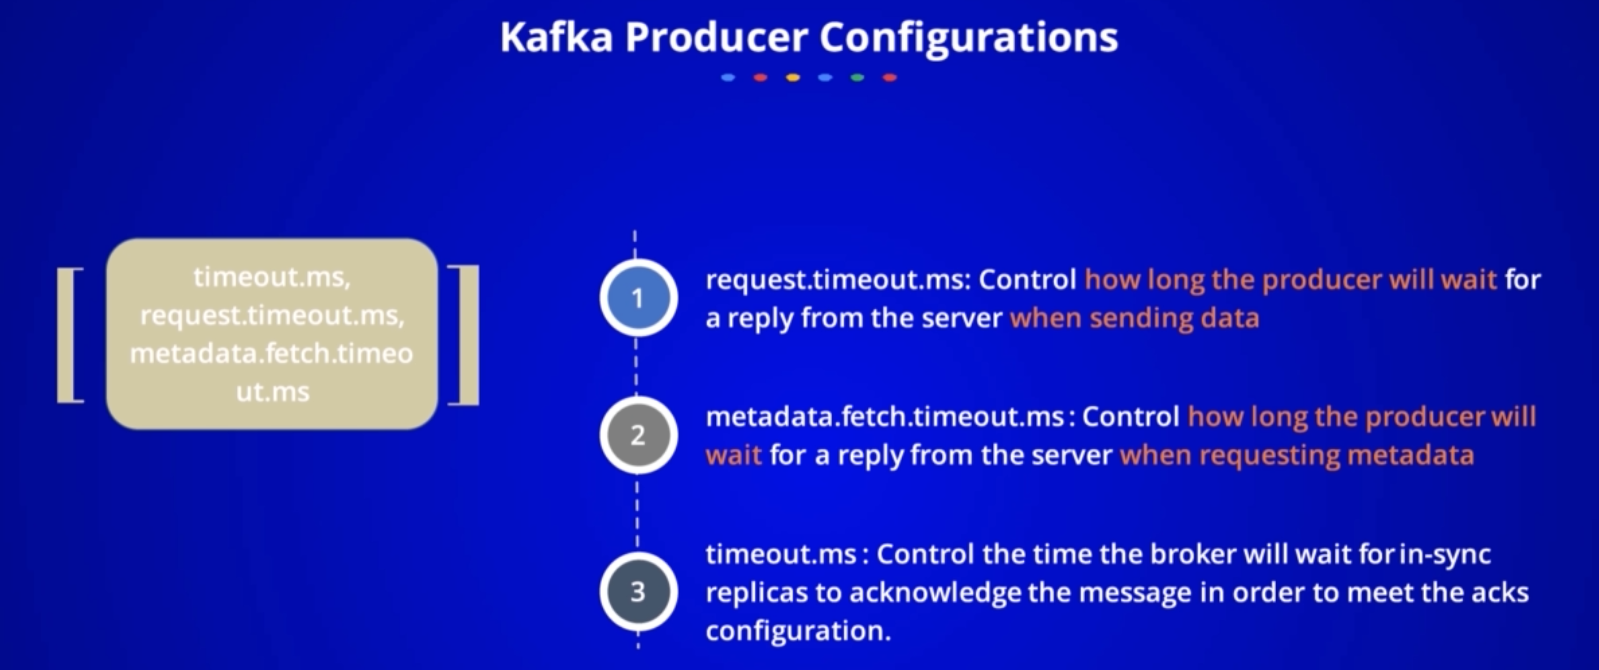 Kafka Producer Configurations
timeout.ms,
request.timeout.ms,
metadata.fetch.timeo
ut.ms
1
request.timeout.ms: Control how long the producer will wait for
a reply from the server when sending data
2
metadata.fetch.timeout.ms : Control how long the producer will
wait for a reply from the server when requesting metadata
3
timeout.ms : Control the time the broker will wait for in-sync
replicas to acknowledge the message in order to meet the acks
configuration.